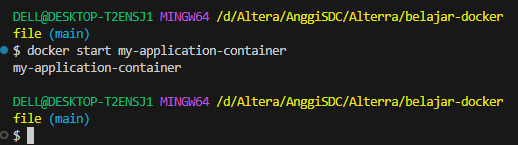 DELL@DESKTOP-T2ENSJ1 MINGW64 /d/Altera/AnggiSDC/Alterra/belajar-docker
file (main)
$ docker start my-application-container
my-application-container
DELL@DESKTOP-T2ENSJ1 MINGW64 /d/Altera/AnggiSDC/Alterra/belajar-docker
file (main)
$